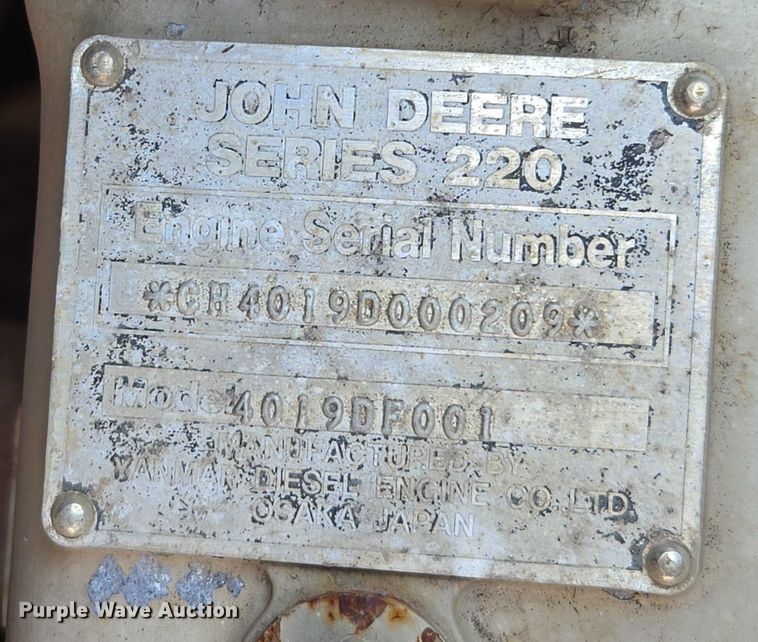 JOHN DEERE
SERIES 220
Engine Serial Number
*CH4019D000209*
Model 4019DF001
MANUFACTURED BY
YANMAR DIESEL ENGINE CO. LTD.
OSAKA JAPAN
Purple Wave Auction